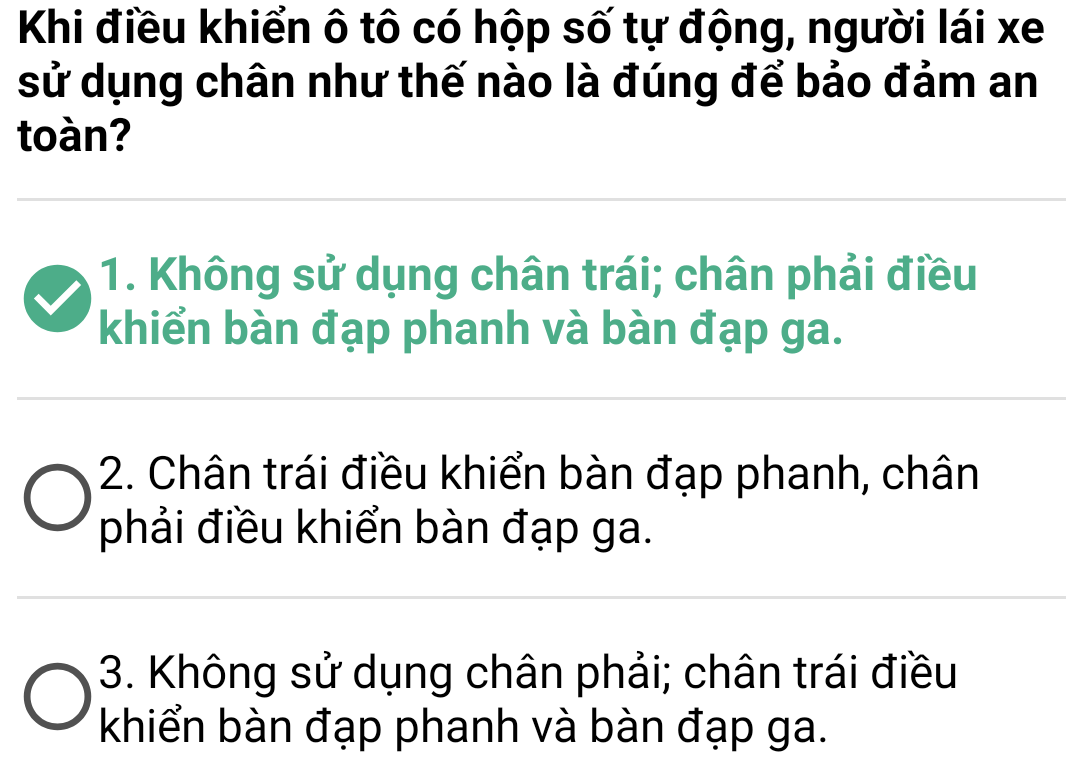 Khi điều khiển ô tô có hộp số tự động, người lái xe
sử dụng chân như thế nào là đúng để bảo đảm an
toàn?
1. Không sử dụng chân trái; chân phải điều
khiển bàn đạp phanh và bàn đạp ga.
2. Chân trái điều khiển bàn đạp phanh, chân
phải điều khiển bàn đạp ga.
3. Không sử dụng chân phải; chân trái điều
khiển bàn đạp phanh và bàn đạp ga.